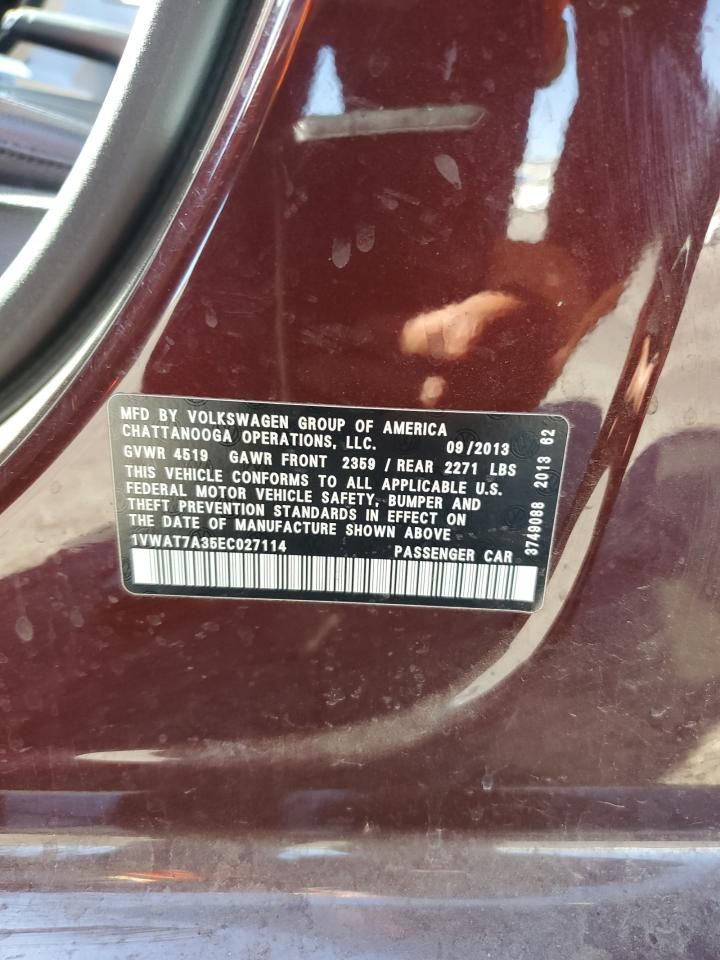 MFD BY VOLKSWAGEN GROUP OF AMERICA
CHATTANOOGA OPERATIONS, LLC. 09/2013
GVWR 4519 GAWR FRONT 2359 / REAR 2271 LBS
THIS VEHICLE CONFORMS TO ALL APPLICABLE U.S.
FEDERAL MOTOR VEHICLE SAFETY, BUMPER AND
THEFT PREVENTION STANDARDS IN EFFECT ON
THE DATE OF MANUFACTURE SHOWN ABOVE
1VWAT7A35EC027114 PASSENGER CAR
3749088 2013 62